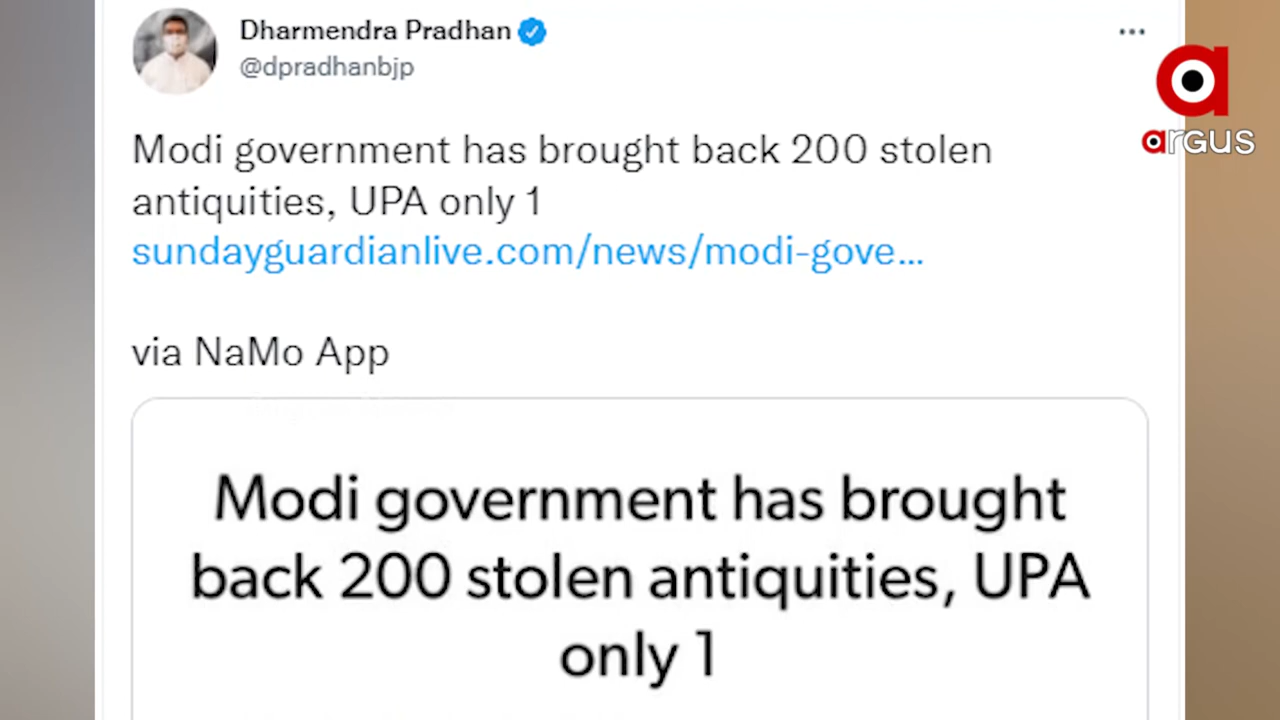 Dharmendra Pradhan
@dpradhanbjp
argus
Modi government has brought back 200 stolen
antiquities, UPA only 1
sundayguardianlive.com/news/modi-gove...
via NaMo App
Modi government has brought
back 200 stolen antiquities, UPA
only 1